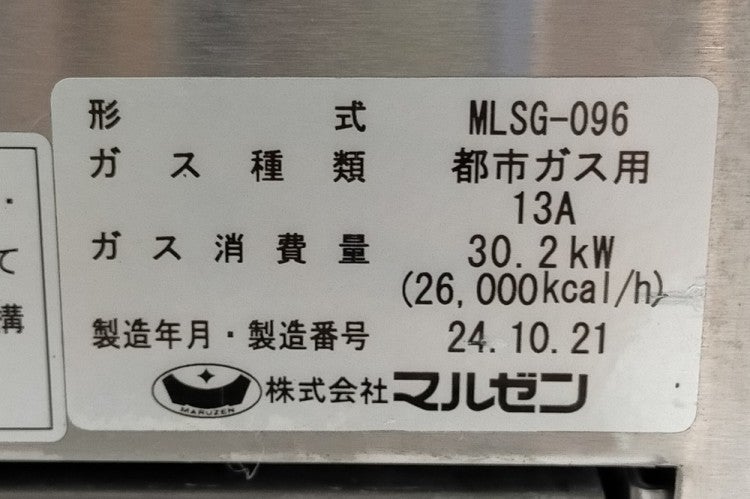 形式 MLSG-096
ガス種類 都市ガス用
13A
ガス消費量 30.2kW
(26,000kcal/h)
製造年月・製造番号 24.10.21
MARUZEN 株式会社マルゼン
・
て
構